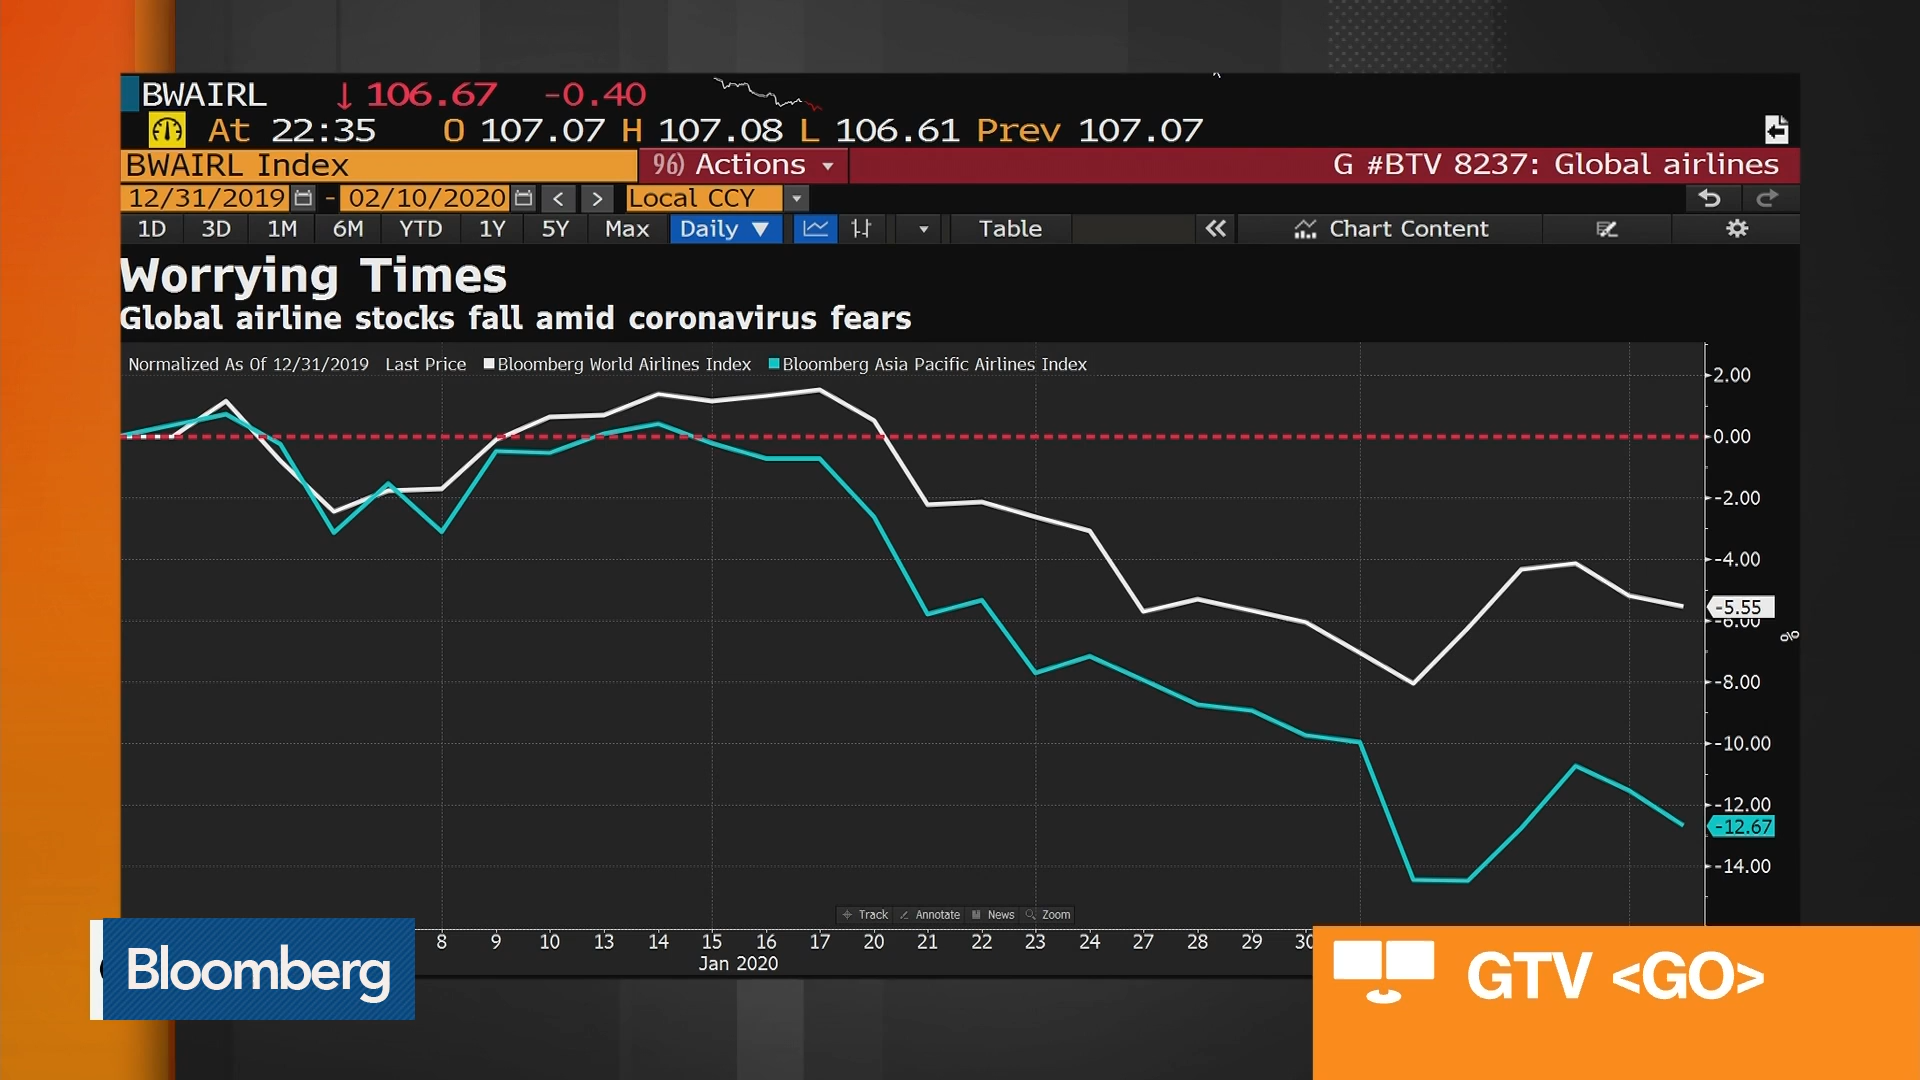 BWAIRL ↓ 106.67 -0.40
At 22:35 O 107.07 H 107.08 L 106.61 Prev 107.07
BWAIRL Index 96) Actions G #BTV 8237: Global airlines
12/31/2019 - 02/10/2020 < > Local CCY
1D 3D 1M 6M YTD 1Y 5Y Max Daily ▼ Table « Chart Content
Worrying Times
Global airline stocks fall amid coronavirus fears
Normalized As Of 12/31/2019 Last Price Bloomberg World Airlines Index Bloomberg Asia Pacific Airlines Index
2.00
0.00
-2.00
-4.00
-5.55
-6.00
%
-8.00
-10.00
-12.00
-12.67
-14.00
Track Annotate News Zoom
8 9 10 13 14 15 16 17 20 21 22 23 24 27 28 29 30
Jan 2020
Bloomberg
GTV <GO>